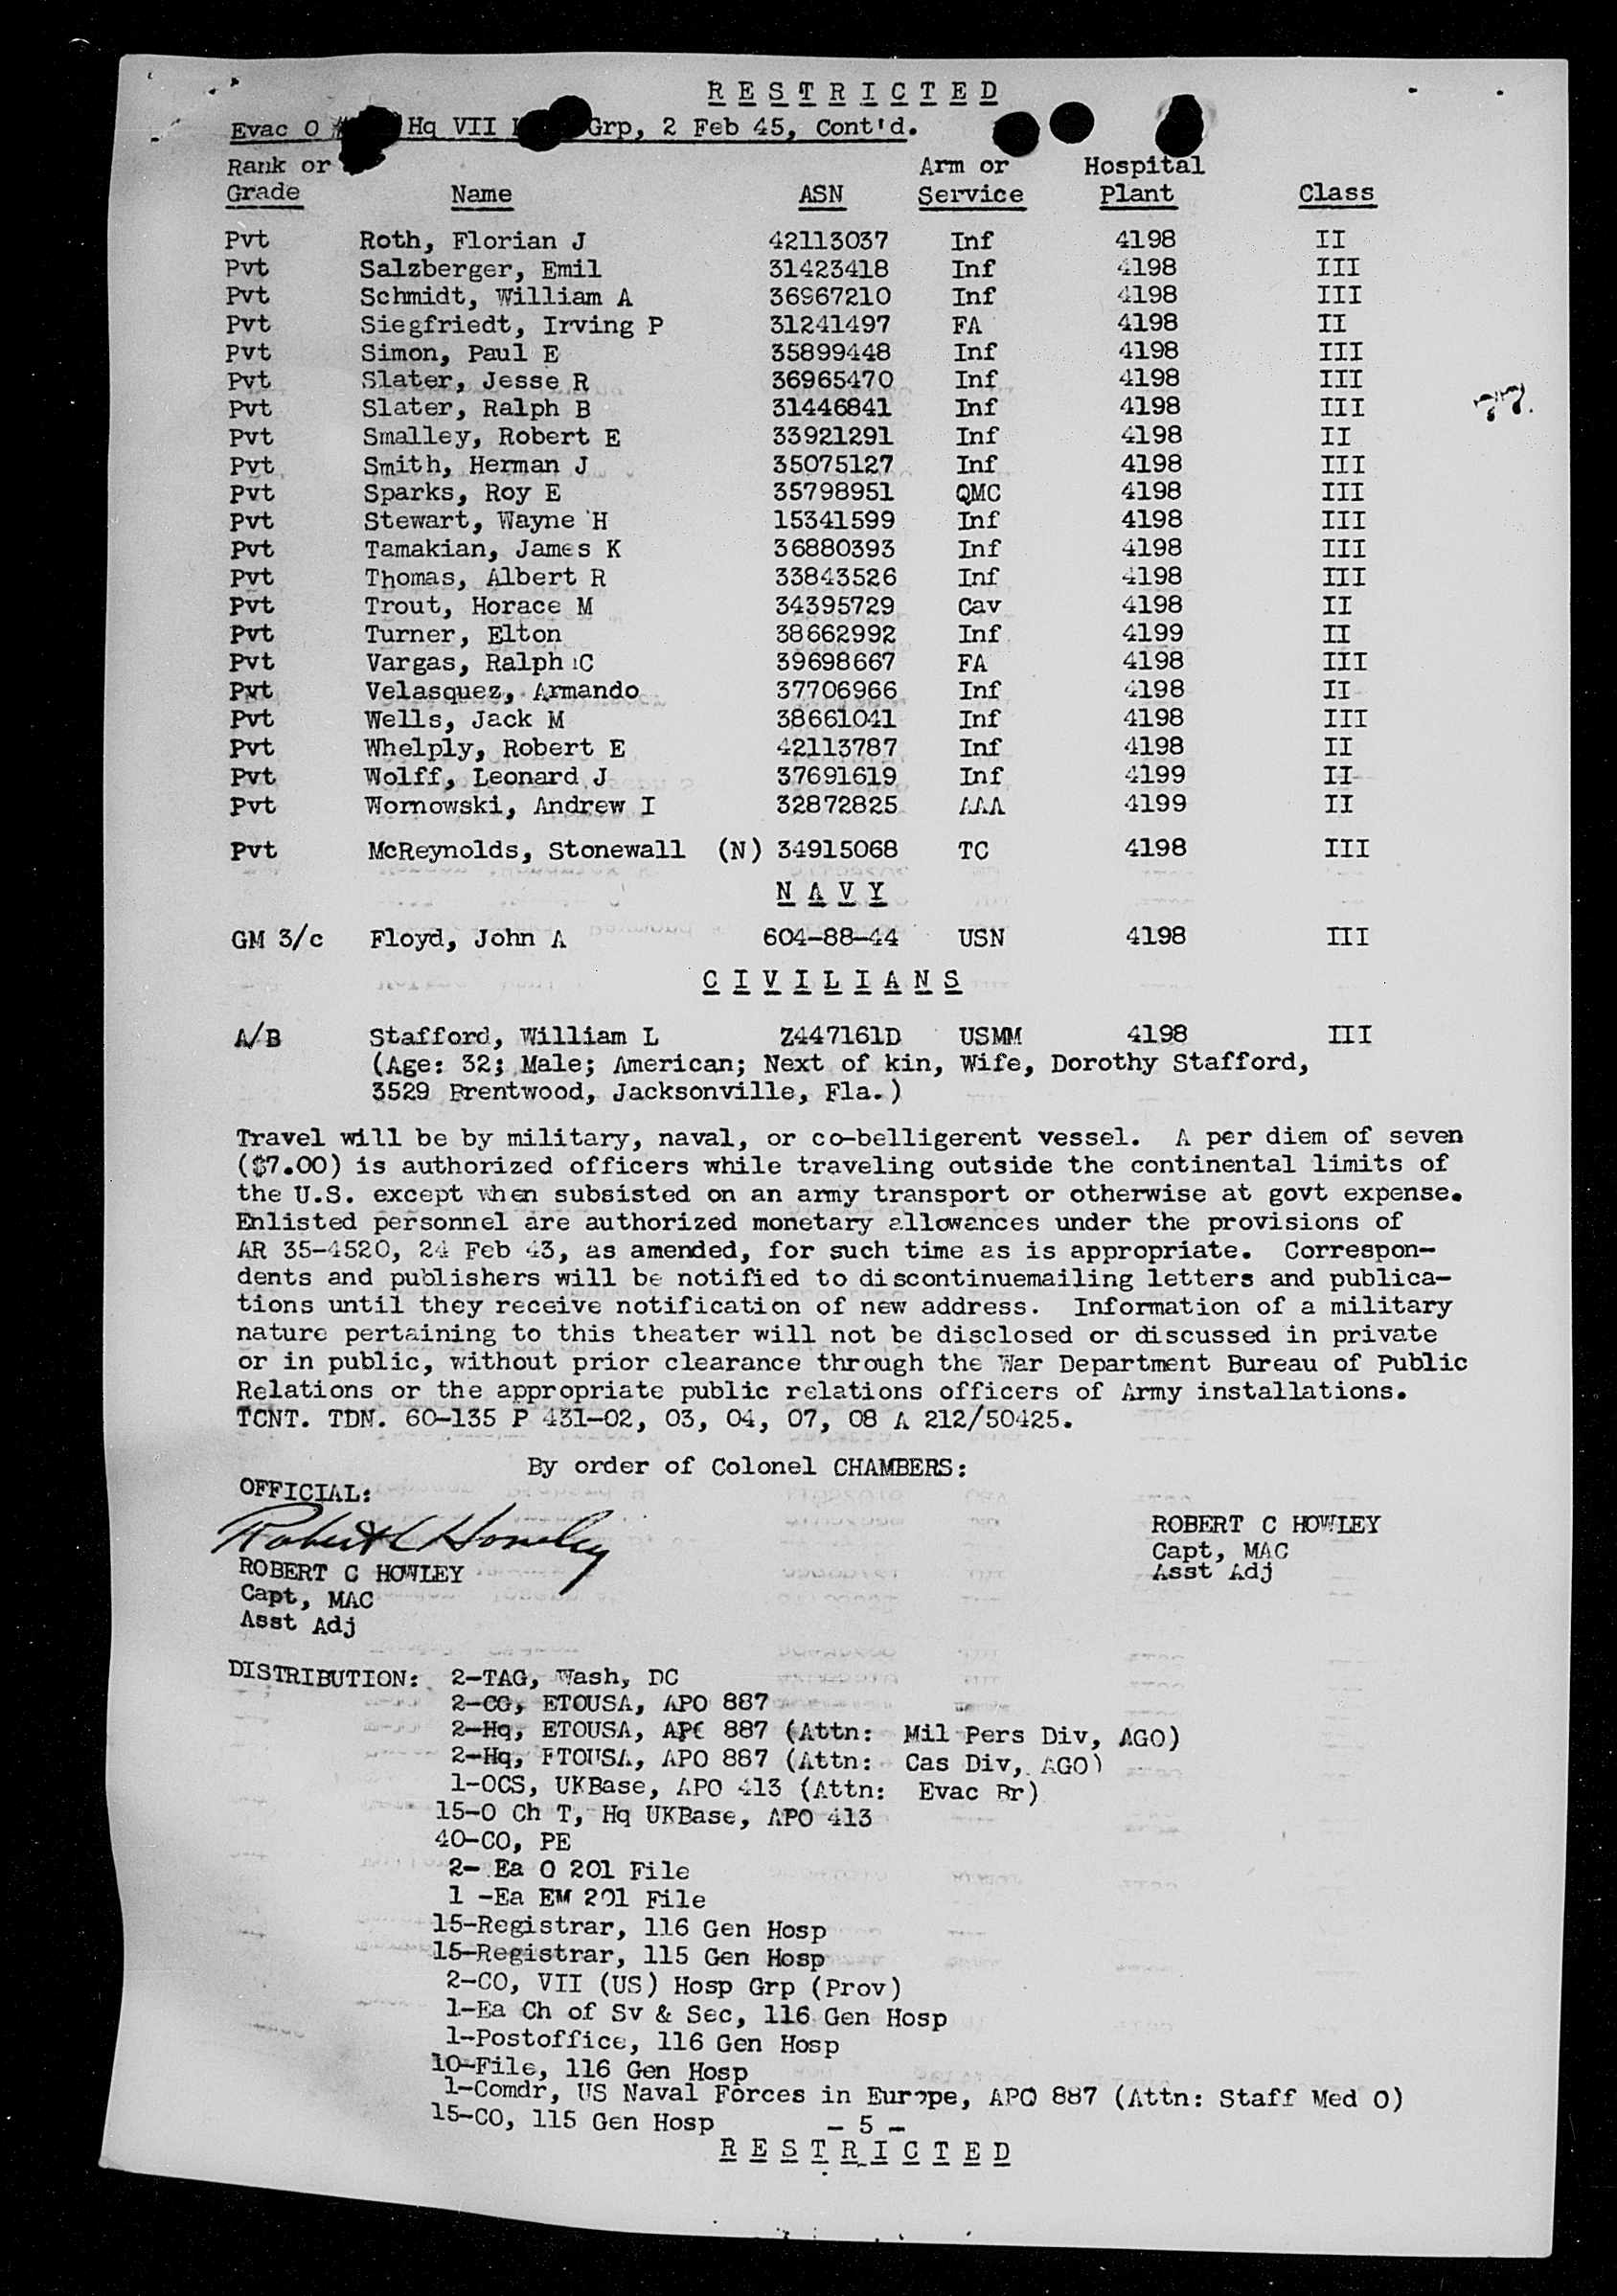 R E S T R I C T E D
Evac O Hq VII Grp, 2 Feb 45, Cont'd.
Rank or Arm or Hospital
Grade Name ASN Service Plant Class
Pvt Roth, Florian J 42113037 Inf 4198 II
Pvt Salzberger, Emil 31423418 Inf 4198 III
Pvt Schmidt, William A 36967210 Inf 4198 III
Pvt Siegfriedt, Irving P 31241497 FA 4198 II
Pvt Simon, Paul E 35899448 Inf 4198 III
Pvt Slater, Jesse R 36965470 Inf 4198 III
Pvt Slater, Ralph B 31446841 Inf 4198 III
77.
Pvt Smalley, Robert E 33921291 Inf 4198 II
Pvt Smith, Herman J 35075127 Inf 4198 III
Pvt Sparks, Roy E 35798951 QMC 4198 III
Pvt Stewart, Wayne H 15341599 Inf 4198 III
Pvt Tamakian, James K 36880393 Inf 4198 III
Pvt Thomas, Albert R 33843526 Inf 4198 III
Pvt Trout, Horace M 34395729 Cav 4198 II
Pvt Turner, Elton 38662992 Inf 4199 II
Pvt Vargas, Ralph C 39698667 FA 4198 III
Pvt Velasquez, Armando 37706966 Inf 4198 II
Pvt Wells, Jack M 38661041 Inf 4198 III
Pvt Whelply, Robert E 42113787 Inf 4198 II
Pvt Wolff, Leonard J 37691619 Inf 4199 II
Pvt Wornowski, Andrew I 32872825 AAA 4199 II
Pvt McReynolds, Stonewall (N) 34915068 TC 4198 III
N A V Y
GM 3/c Floyd, John A 604-88-44 USN 4198 III
C I V I L I A N S
A/B Stafford, William L Z447161D USMM 4198 III
(Age: 32; Male; American; Next of kin, Wife, Dorothy Stafford,
3529 Brentwood, Jacksonville, Fla.)
Travel will be by military, naval, or co-belligerent vessel. A per diem of seven
($7.00) is authorized officers while traveling outside the continental limits of
the U.S. except when subsisted on an army transport or otherwise at govt expense.
Enlisted personnel are authorized monetary allowances under the provisions of
AR 35-4520, 24 Feb 43, as amended, for such time as is appropriate. Correspon-
dents and publishers will be notified to discontinuemailing letters and publica-
tions until they receive notification of new address. Information of a military
nature pertaining to this theater will not be disclosed or discussed in private
or in public, without prior clearance through the War Department Bureau of Public
Relations or the appropriate public relations officers of Army installations.
TCNT. TDN. 60-135 P 431-02, 03, 04, 07, 08 A 212/50425.
By order of Colonel CHAMBERS:
OFFICIAL:
Robert C Howley
ROBERT C HOWLEY
Capt, MAC
Asst Adj
ROBERT C HOWLEY
Capt, MAC
Asst Adj
DISTRIBUTION: 2-TAG, Wash, DC
2-CG, ETOUSA, APO 887
2-Hq, ETOUSA, APO 887 (Attn: Mil Pers Div, AGO)
2-Hq, ETOUSA, APO 887 (Attn: Cas Div, AGO)
1-OCS, UKBase, APO 413 (Attn: Evac Br)
15-O Ch T, Hq UKBase, APO 413
40-CO, PE
2- Ea O 201 File
1 -Ea EM 201 File
15-Registrar, 116 Gen Hosp
15-Registrar, 115 Gen Hosp
2-CO, VII (US) Hosp Grp (Prov)
1-Ea Ch of Sv & Sec, 116 Gen Hosp
1-Postoffice, 116 Gen Hosp
10-File, 116 Gen Hosp
1-Comdr, US Naval Forces in Europe, APO 887 (Attn: Staff Med O)
15-CO, 115 Gen Hosp
- 5 -
R E S T R I C T E D